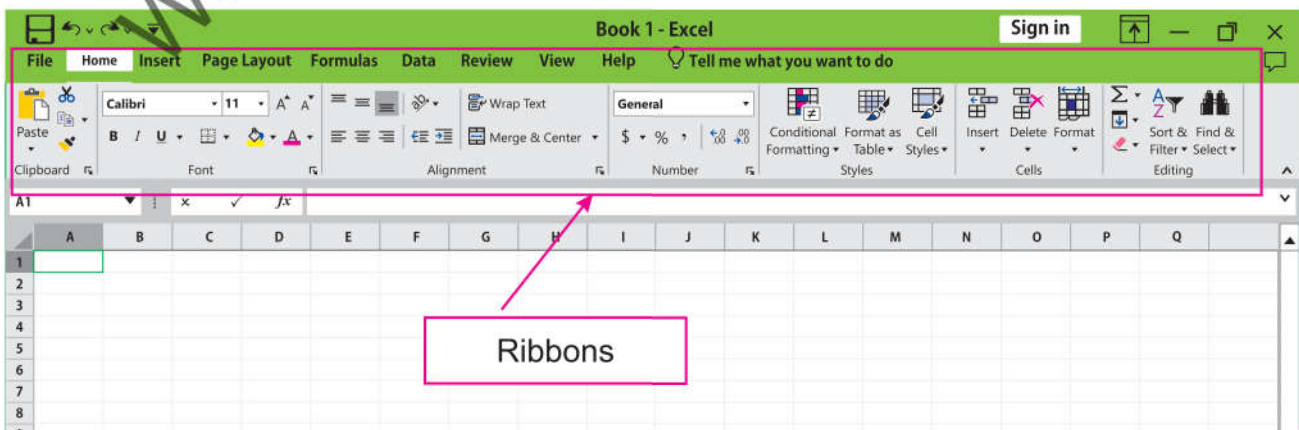 Book 1 - Excel Sign in
File Home Insert Page Layout Formulas Data Review View Help Tell me what you want to do
Calibri 11 A A Wrap Text General
Paste B I U A Merge & Center $ % , Conditional Formatting Format as Table Cell Styles Insert Delete Format Σ Sort & Filter Find & Select
Clipboard Font Alignment Number Styles Cells Editing
A1 fx
A B C D E F G H I J K L M N O P Q
1
2
3
4
5
6
7
8
Ribbons